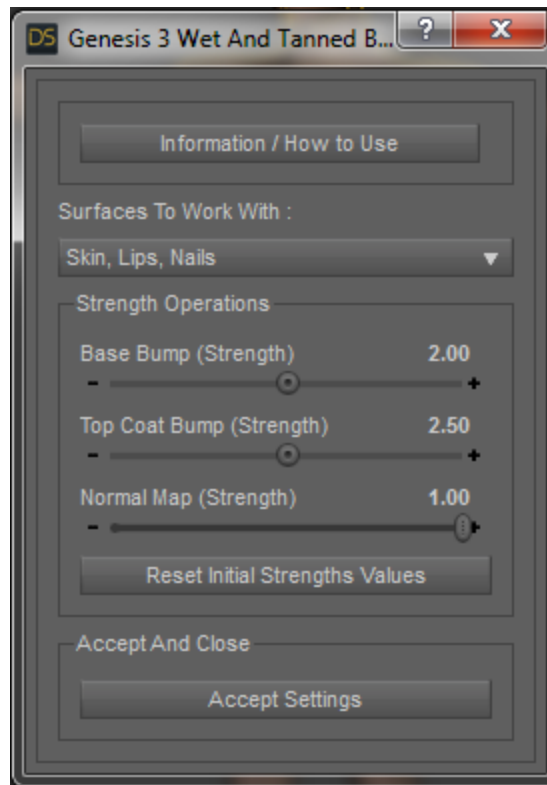 DS Genesis 3 Wet And Tanned B... ? X
Information / How to Use
Surfaces To Work With :
Skin, Lips, Nails
Strength Operations
Base Bump (Strength) 2.00
- +
Top Coat Bump (Strength) 2.50
- +
Normal Map (Strength) 1.00
- +
Reset Initial Strengths Values
Accept And Close
Accept Settings